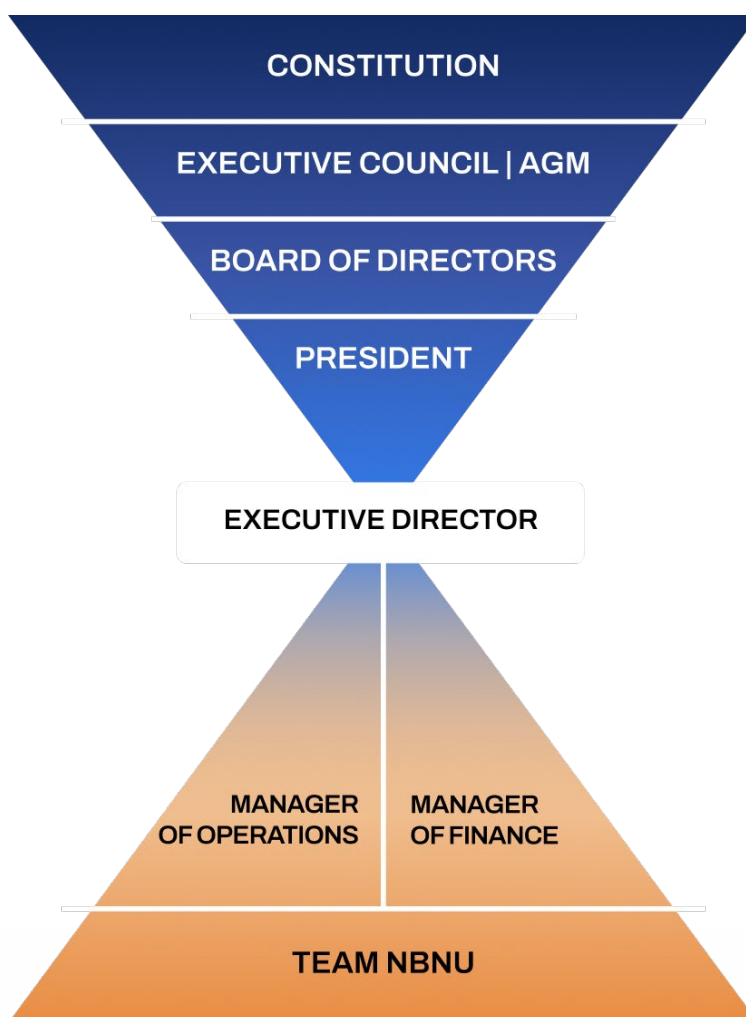 CONSTITUTION
EXECUTIVE COUNCIL | AGM
BOARD OF DIRECTORS
PRESIDENT
EXECUTIVE DIRECTOR
MANAGER
OF OPERATIONS
MANAGER
OF FINANCE
TEAM NBNU